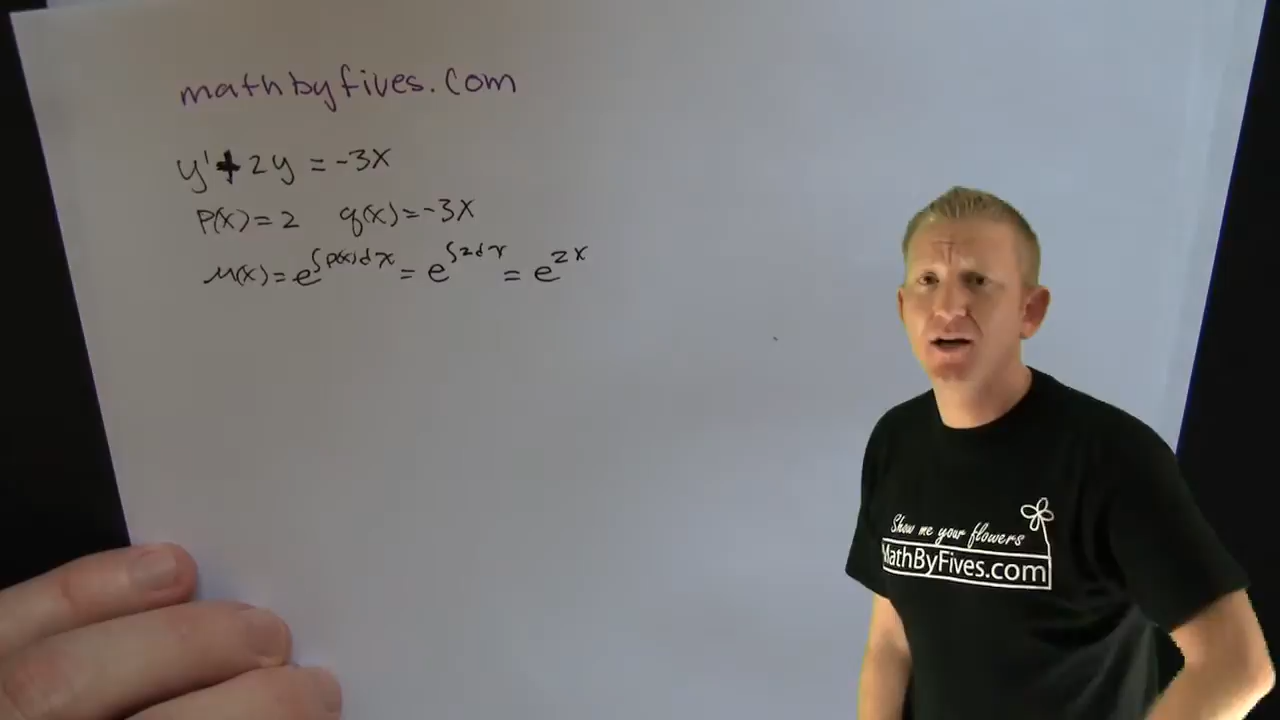 mathbyfives.com
y' + 2y = -3x
P(x) = 2 q(x) = -3x
μ(x) = e^∫p(x)dx = e^∫2dx = e^2x
Show me your flowers
MathByFives.com